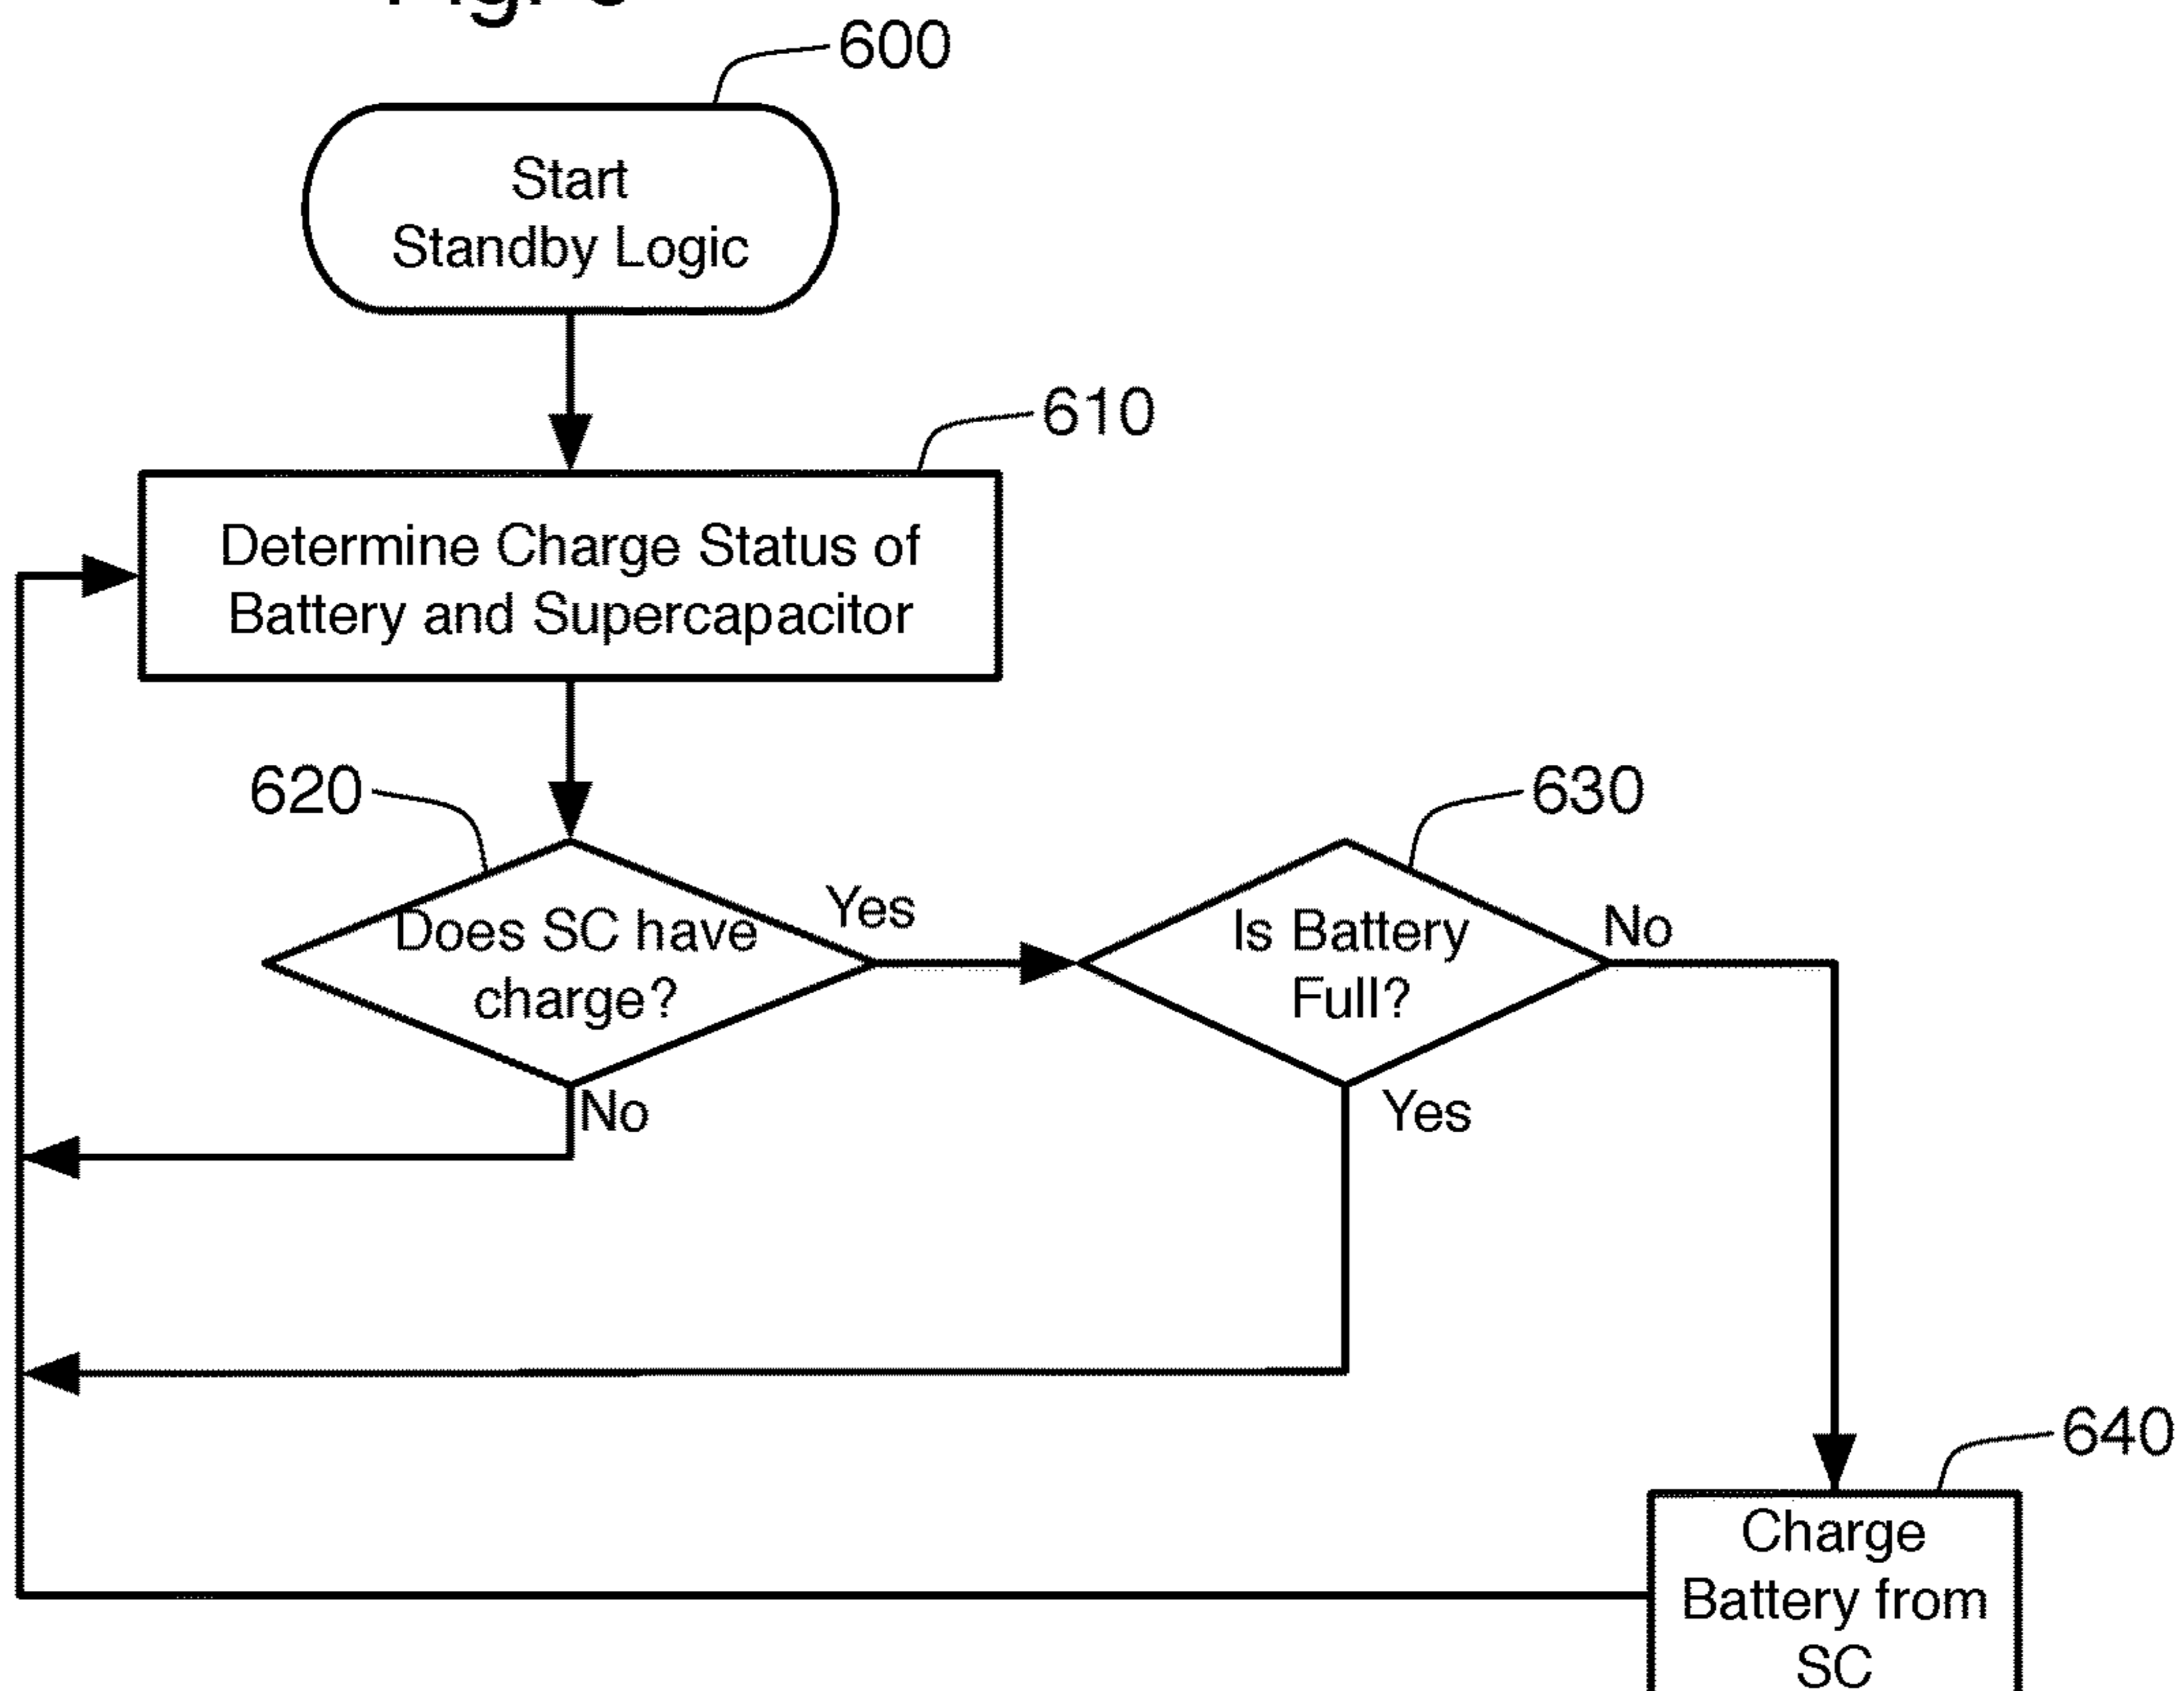 600
Start
Standby Logic
610
Determine Charge Status of
Battery and Supercapacitor
620
630
Does SC have
charge?
Yes
Is Battery
Full?
No
No
Yes
640
Charge
Battery from
SC